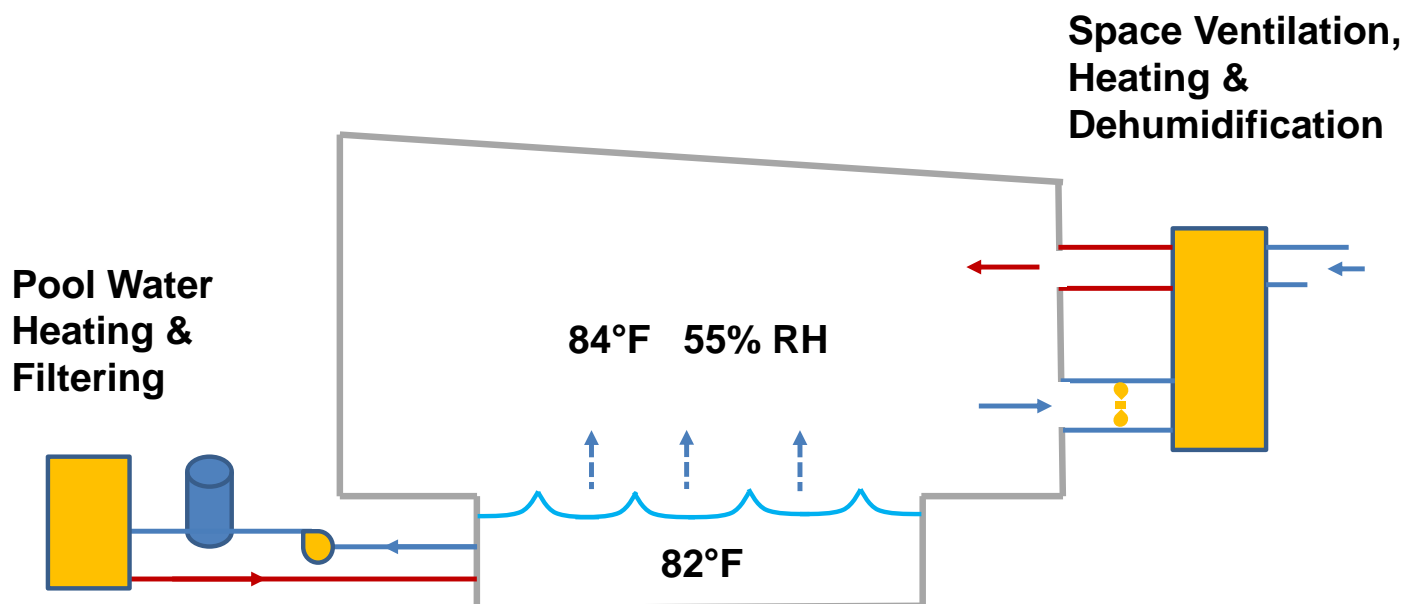 Space Ventilation,
Heating &
Dehumidification
Pool Water
Heating &
Filtering
84°F 55% RH
82°F